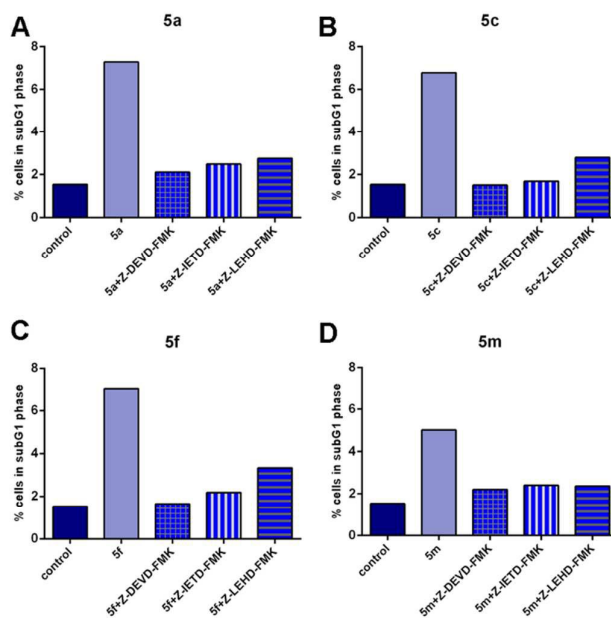 A
5a
% cells in subG1 phase
8
6
4
2
0
control
5a
5a+Z-DEVD-FMK
5a+Z-IETD-FMK
5a+Z-LEHD-FMK
B
5c
% cells in subG1 phase
8
6
4
2
0
control
5c
5c+Z-DEVD-FMK
5c+Z-IETD-FMK
5c+Z-LEHD-FMK
C
5f
% cells in subG1 phase
8
6
4
2
0
control
5f
5f+Z-DEVD-FMK
5f+Z-IETD-FMK
5f+Z-LEHD-FMK
D
5m
% cells in subG1 phase
8
6
4
2
0
control
5m
5m+Z-DEVD-FMK
5m+Z-IETD-FMK
5m+Z-LEHD-FMK